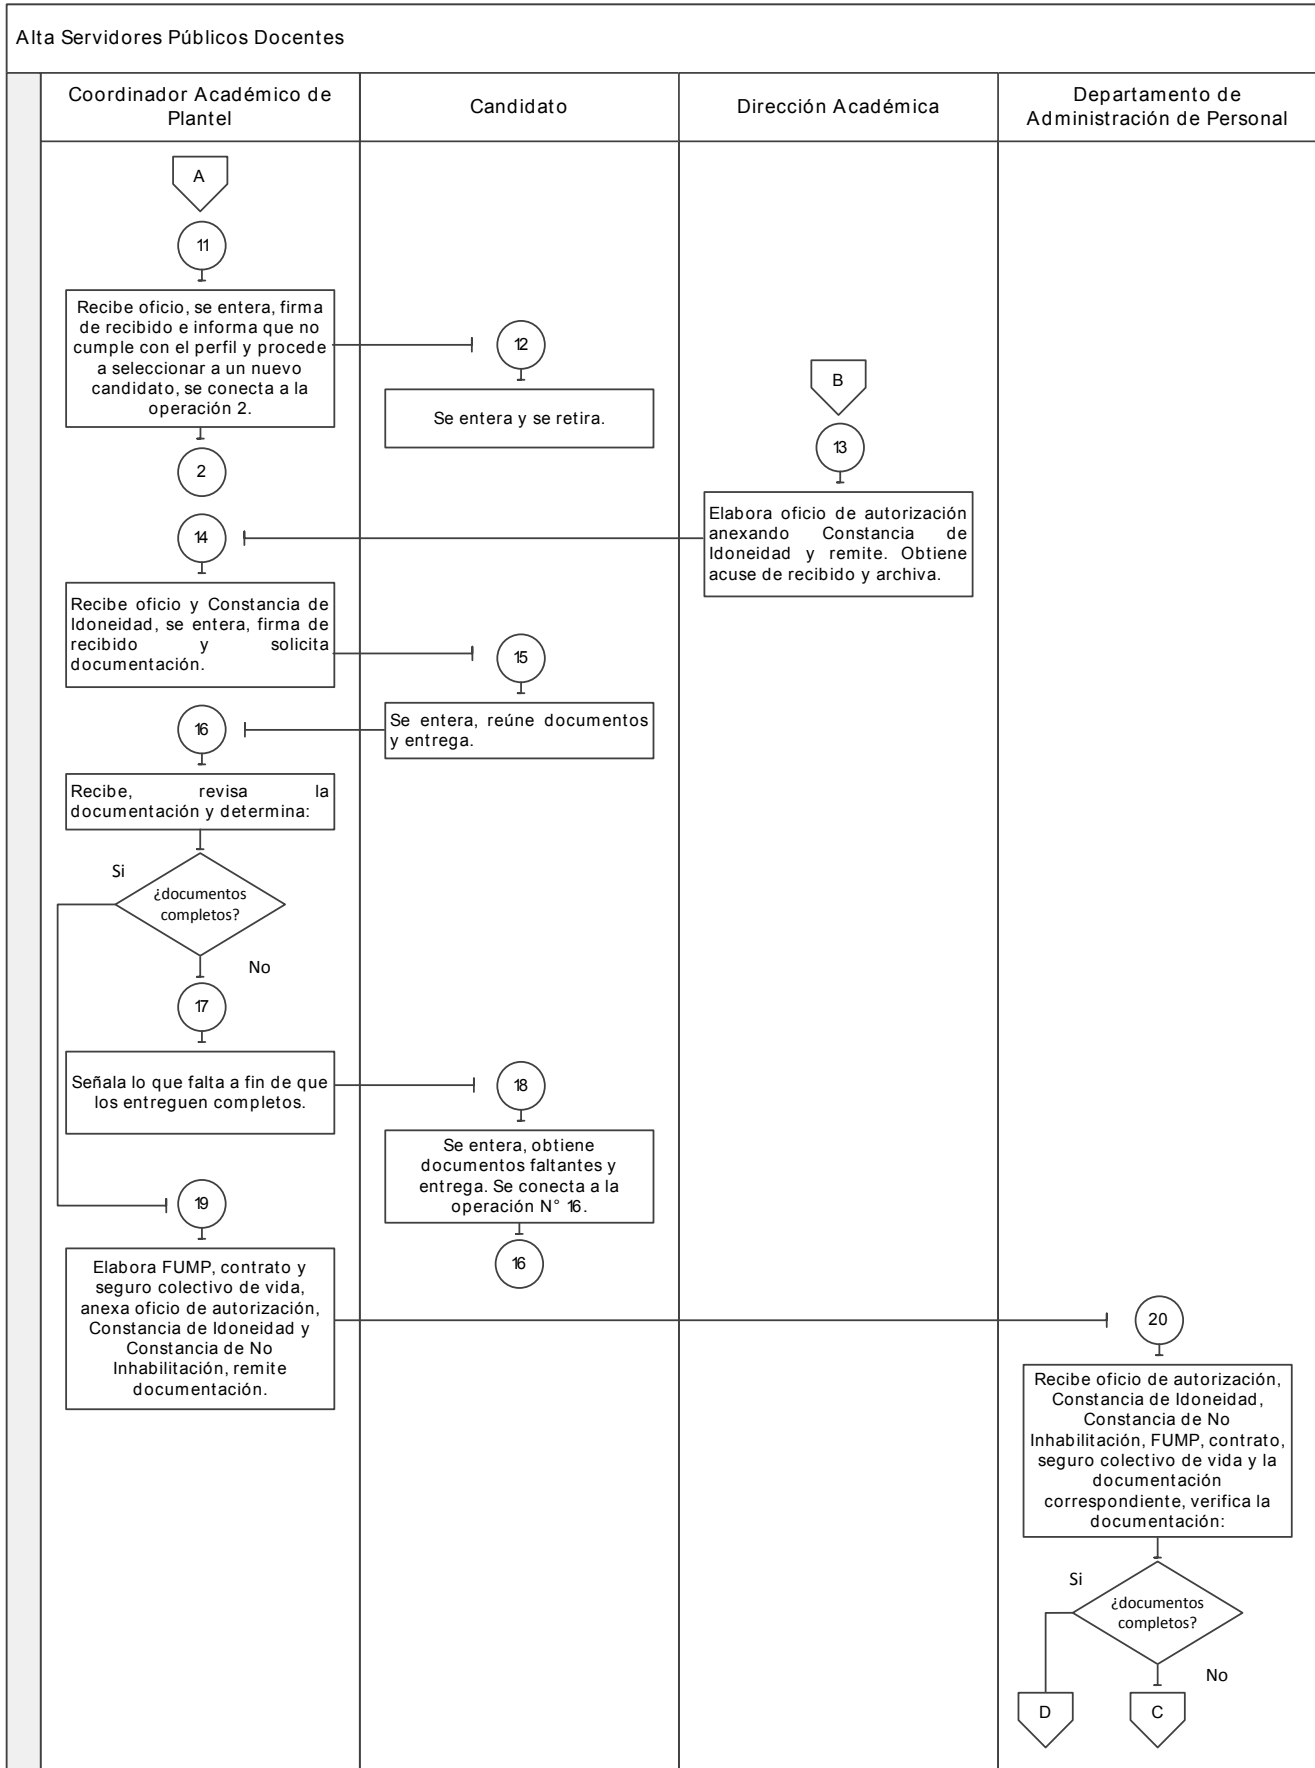 Alta Servidores Públicos Docentes
Coordinador Académico de
Plantel
Candidato
Dirección Académica
Departamento de
Administración de Personal
A
11
Recibe oficio, se entera, firma
de recibido e informa que no
cumple con el perfil y procede
a seleccionar a un nuevo
candidato, se conecta a la
operación 2.
12
Se entera y se retira.
2
B
13
Elabora oficio de autorización
anexando Constancia de
Idoneidad y remite. Obtiene
acuse de recibido y archiva.
14
Recibe oficio y Constancia de
Idoneidad, se entera, firma de
recibido y solicita
documentación.
15
Se entera, reúne documentos
y entrega.
16
Recibe, revisa la
documentación y determina:
Si
¿documentos
completos?
No
17
Señala lo que falta a fin de que
los entreguen completos.
18
Se entera, obtiene
documentos faltantes y
entrega. Se conecta a la
operación N° 16.
16
19
Elabora FUMP, contrato y
seguro colectivo de vida,
anexa oficio de autorización,
Constancia de Idoneidad y
Constancia de No
Inhabilitación, remite
documentación.
20
Recibe oficio de autorización,
Constancia de Idoneidad,
Constancia de No
Inhabilitación, FUMP, contrato,
seguro colectivo de vida y la
documentación
correspondiente, verifica la
documentación:
Si
¿documentos
completos?
No
D
C